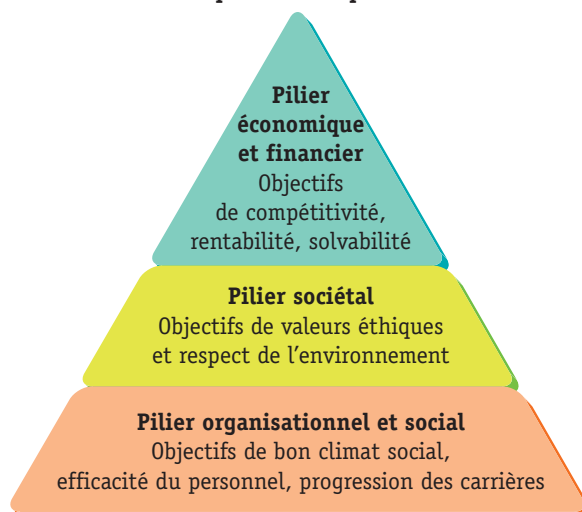 Pilier
économique
et financier
Objectifs
de compétitivité,
rentabilité, solvabilité
Pilier sociétal
Objectifs de valeurs éthiques
et respect de l'environnement
Pilier organisationnel et social
Objectifs de bon climat social,
efficacité du personnel, progression des carrières